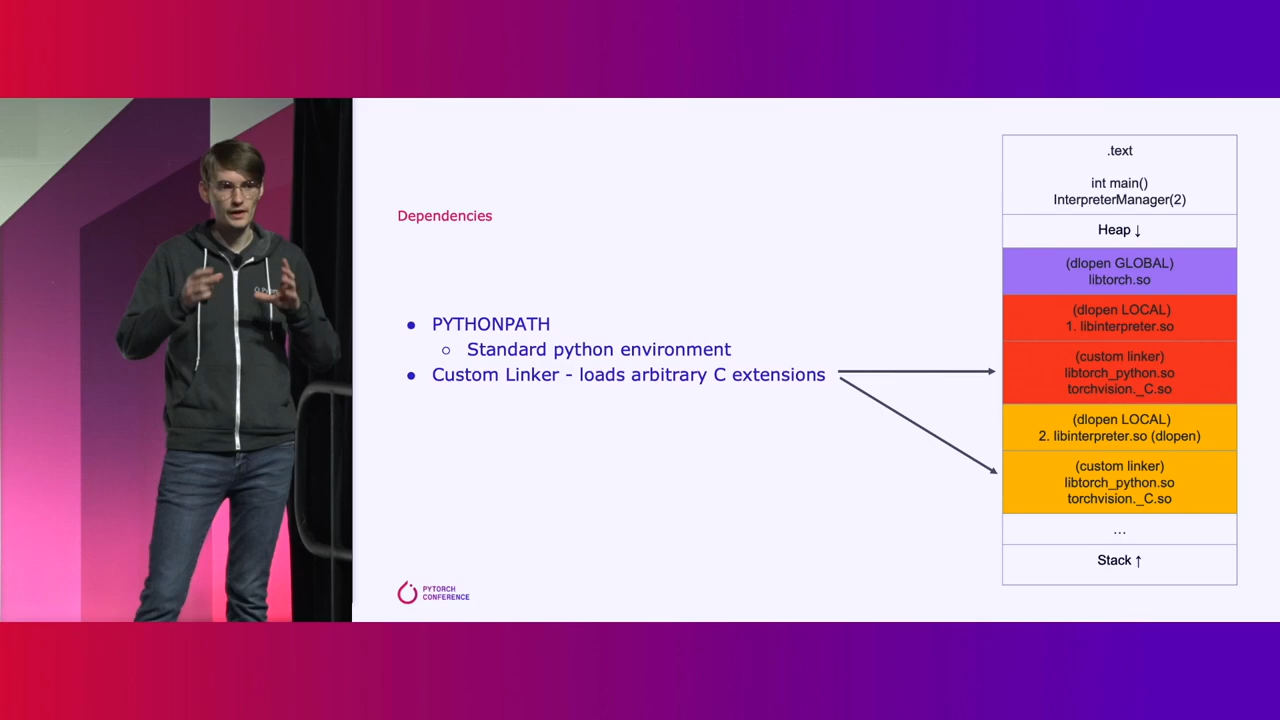 Dependencies
● PYTHONPATH
○ Standard python environment
● Custom Linker - loads arbitrary C extensions
.text
int main()
InterpreterManager(2)
Heap ↓
(dlopen GLOBAL)
libtorch.so
(dlopen LOCAL)
1. libinterpreter.so
(custom linker)
libtorch_python.so
torchvision._C.so
(dlopen LOCAL)
2. libinterpreter.so (dlopen)
(custom linker)
libtorch_python.so
torchvision._C.so
...
Stack ↑
PYTORCH
CONFERENCE